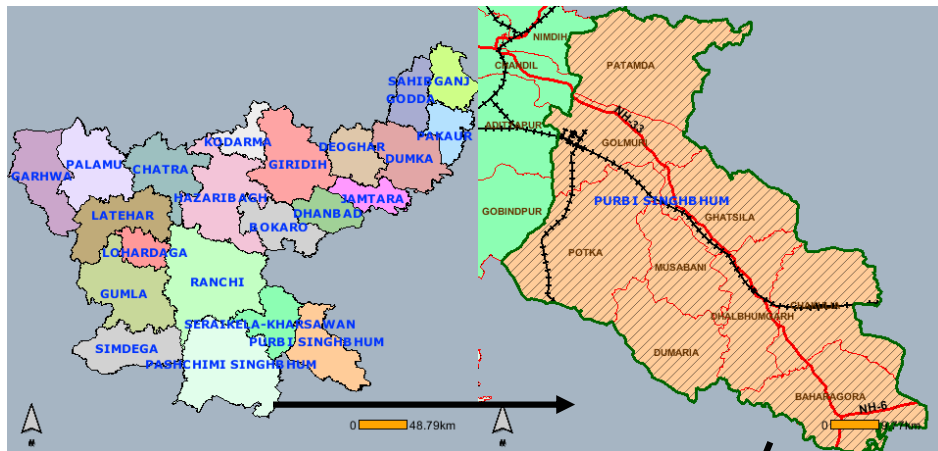 SAHIRGANJ
GODDA
PAKAUR
KODARMA
DEOGHAR
DUMKA
GARHWA
PALAMU
CHATRA
GIRIDIH
HAZARIBAGH
JAMTARA
LATEHAR
DHANBAD
BOKARO
LOHARDAGA
GUMLA
RANCHI
SERAIKELA-KHARSAWAN
PURBI SINGHBHUM
SIMDEGA
PASHCHIMI SINGHBHUM
0 48.79km
NIMDIH
CHANDIL
PATAMDA
ADITYAPUR
NH-33
GOLMURI
PURBI SINGHBHUM
GOBINDPUR
GHATSILA
POTKA
MUSABANI
DHALBHUMGARH
DUMARIA
BAHARAGORA
NH-6